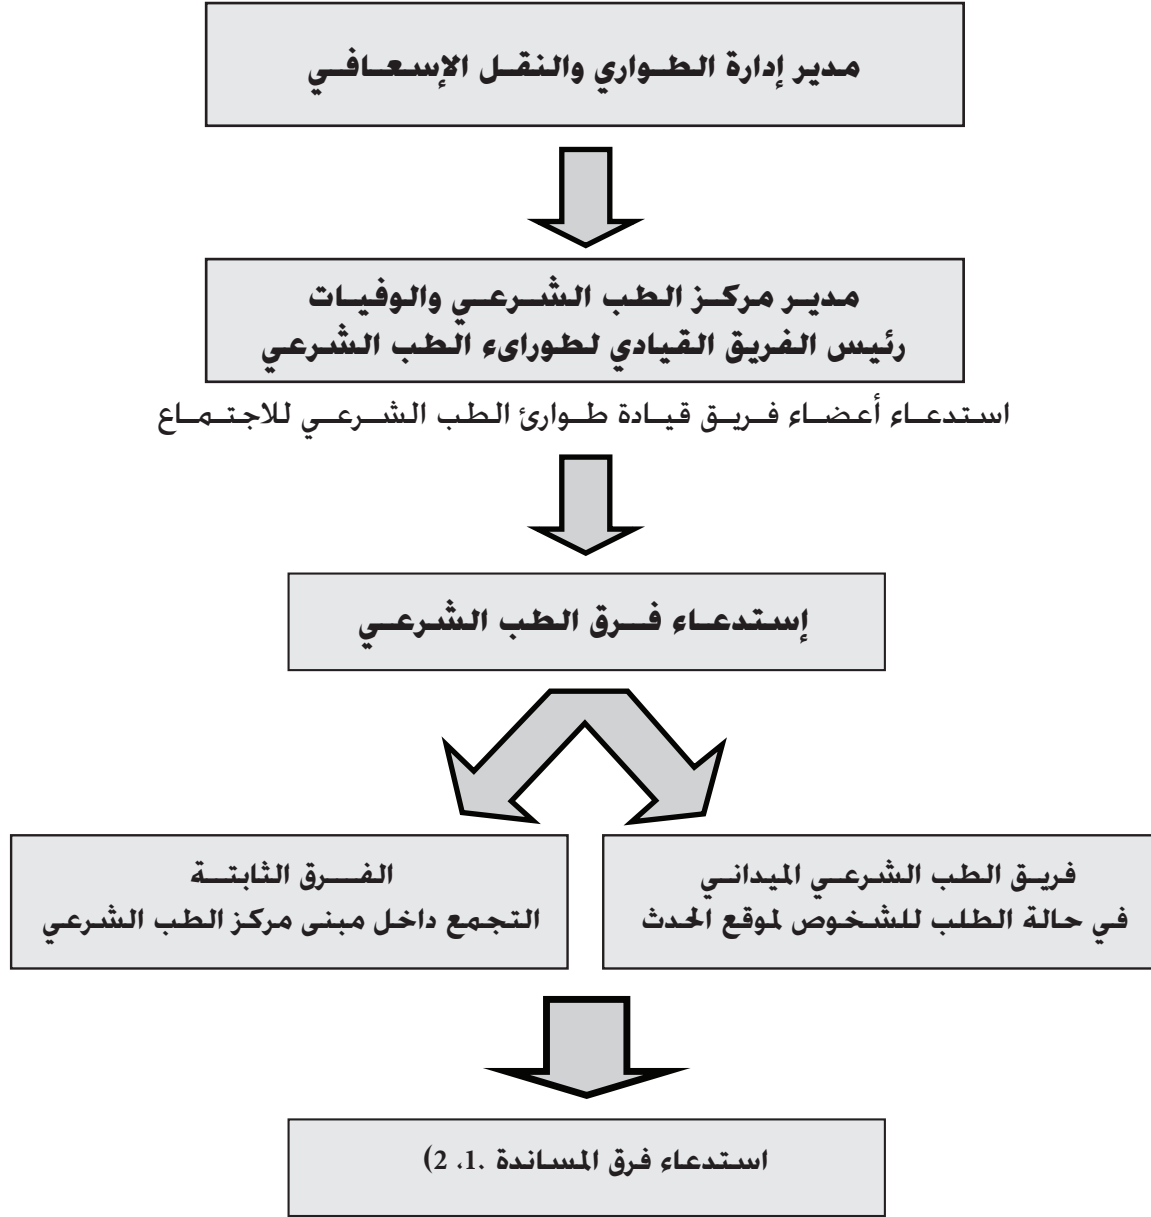 مدير إدارة الطواري والنقل الإسعافي
مدير مركز الطب الشرعي والوفيات
رئيس الفريق القيادي لطوراىء الطب الشرعي
استدعاء أعضاء فريق قيادة طوارئ الطب الشرعي للاجتماع
إستدعاء فرق الطب الشرعي
فريق الطب الشرعي الميداني
في حالة الطلب للشخوص لموقع الحدث
الفرق الثابتة
التجمع داخل مبنى مركز الطب الشرعي
استدعاء فرق المساندة .1، 2)